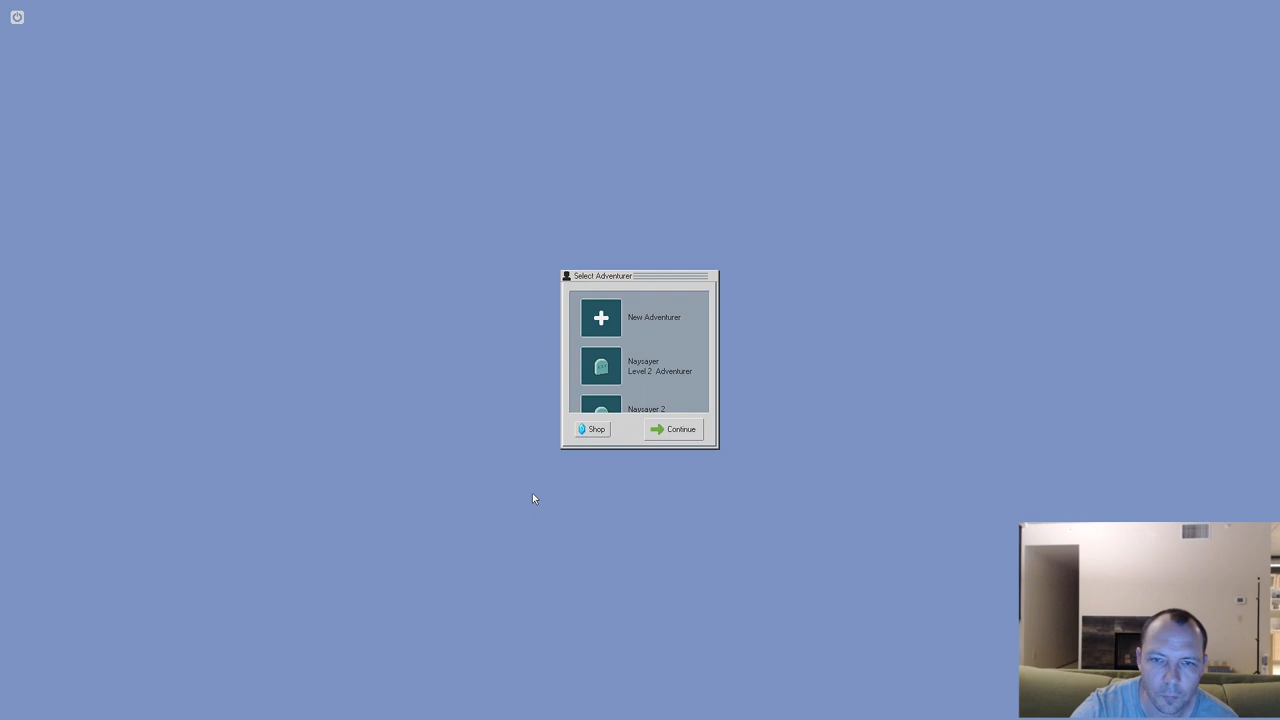 Select Adventurer
New Adventurer
Naysayer
Level 2 Adventurer
Naysayer 2
Shop
Continue